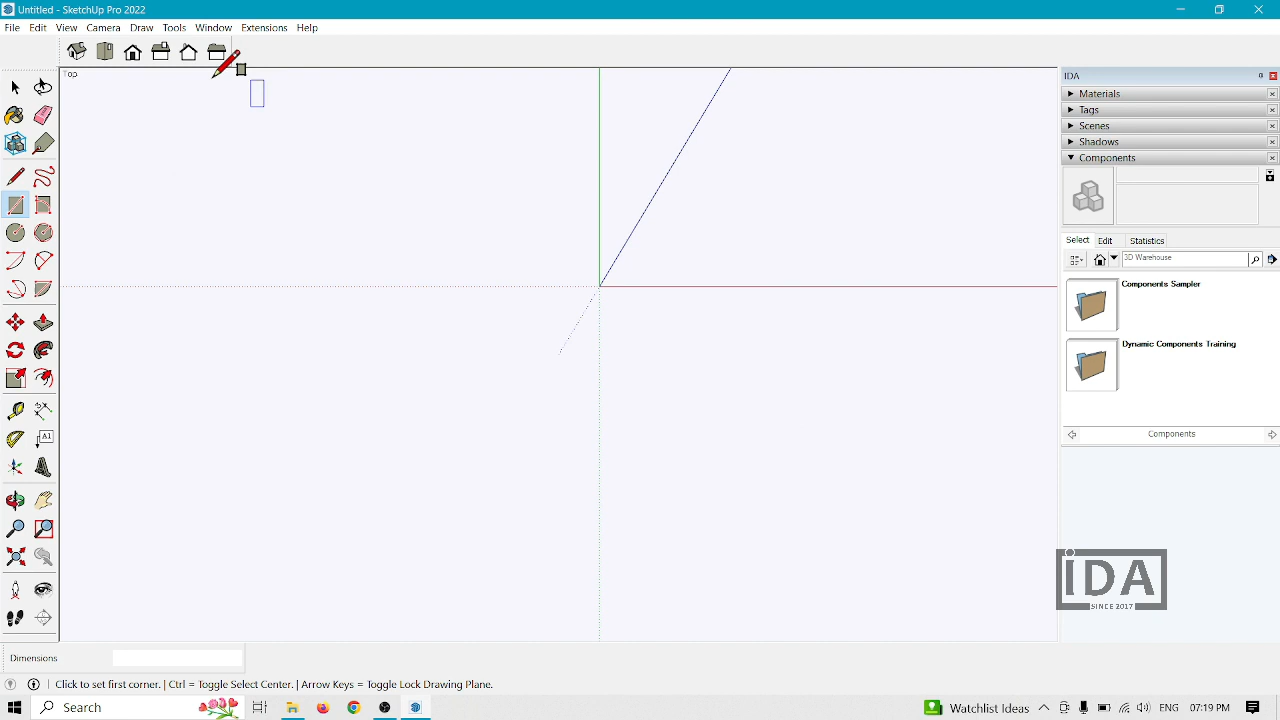 Untitled - SketchUp Pro 2022
File Edit View Camera Draw Tools Window Extensions Help
Top
IDA
Materials
Tags
Scenes
Shadows
Components
Select Edit Statistics
3D Warehouse
Components Sampler
Dynamic Components Training
Components
A1
iDA
SINCE 2017
Dimensions
Click to set first corner. | Ctrl = Toggle Select Center. | Arrow Keys = Toggle Lock Drawing Plane.
Search
Watchlist Ideas
ENG
07:19 PM